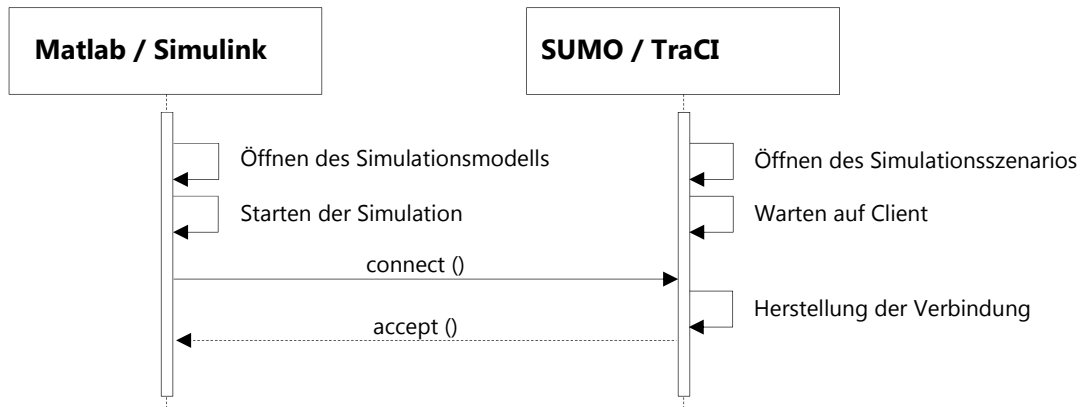 Matlab / Simulink
SUMO / TraCI
Öffnen des Simulationsmodells
Öffnen des Simulationsszenarios
Starten der Simulation
Warten auf Client
connect ()
Herstellung der Verbindung
accept ()